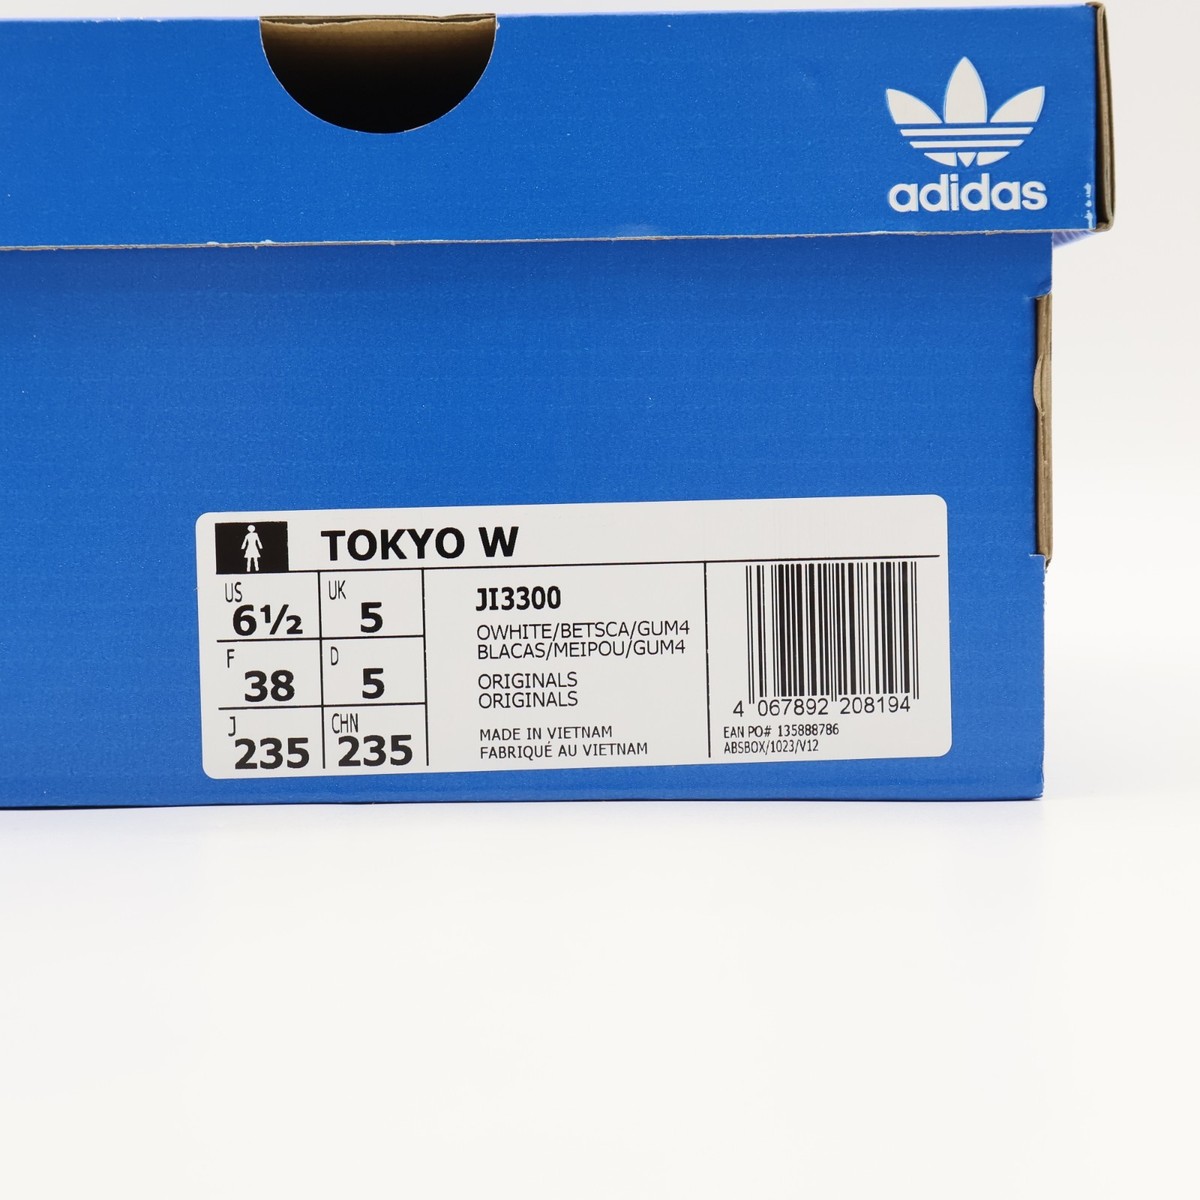 adidas
TOKYO W
US
6½
UK
5
F
38
D
5
J
235
CHN
235
JI3300
OWHITE/BETSCA/GUM4
BLACAS/MEIPOU/GUM4
ORIGINALS
ORIGINALS
MADE IN VIETNAM
FABRIQUÉ AU VIETNAM
4 067892 208194
EAN PO# 135888786
ABSBOX/1023/V12